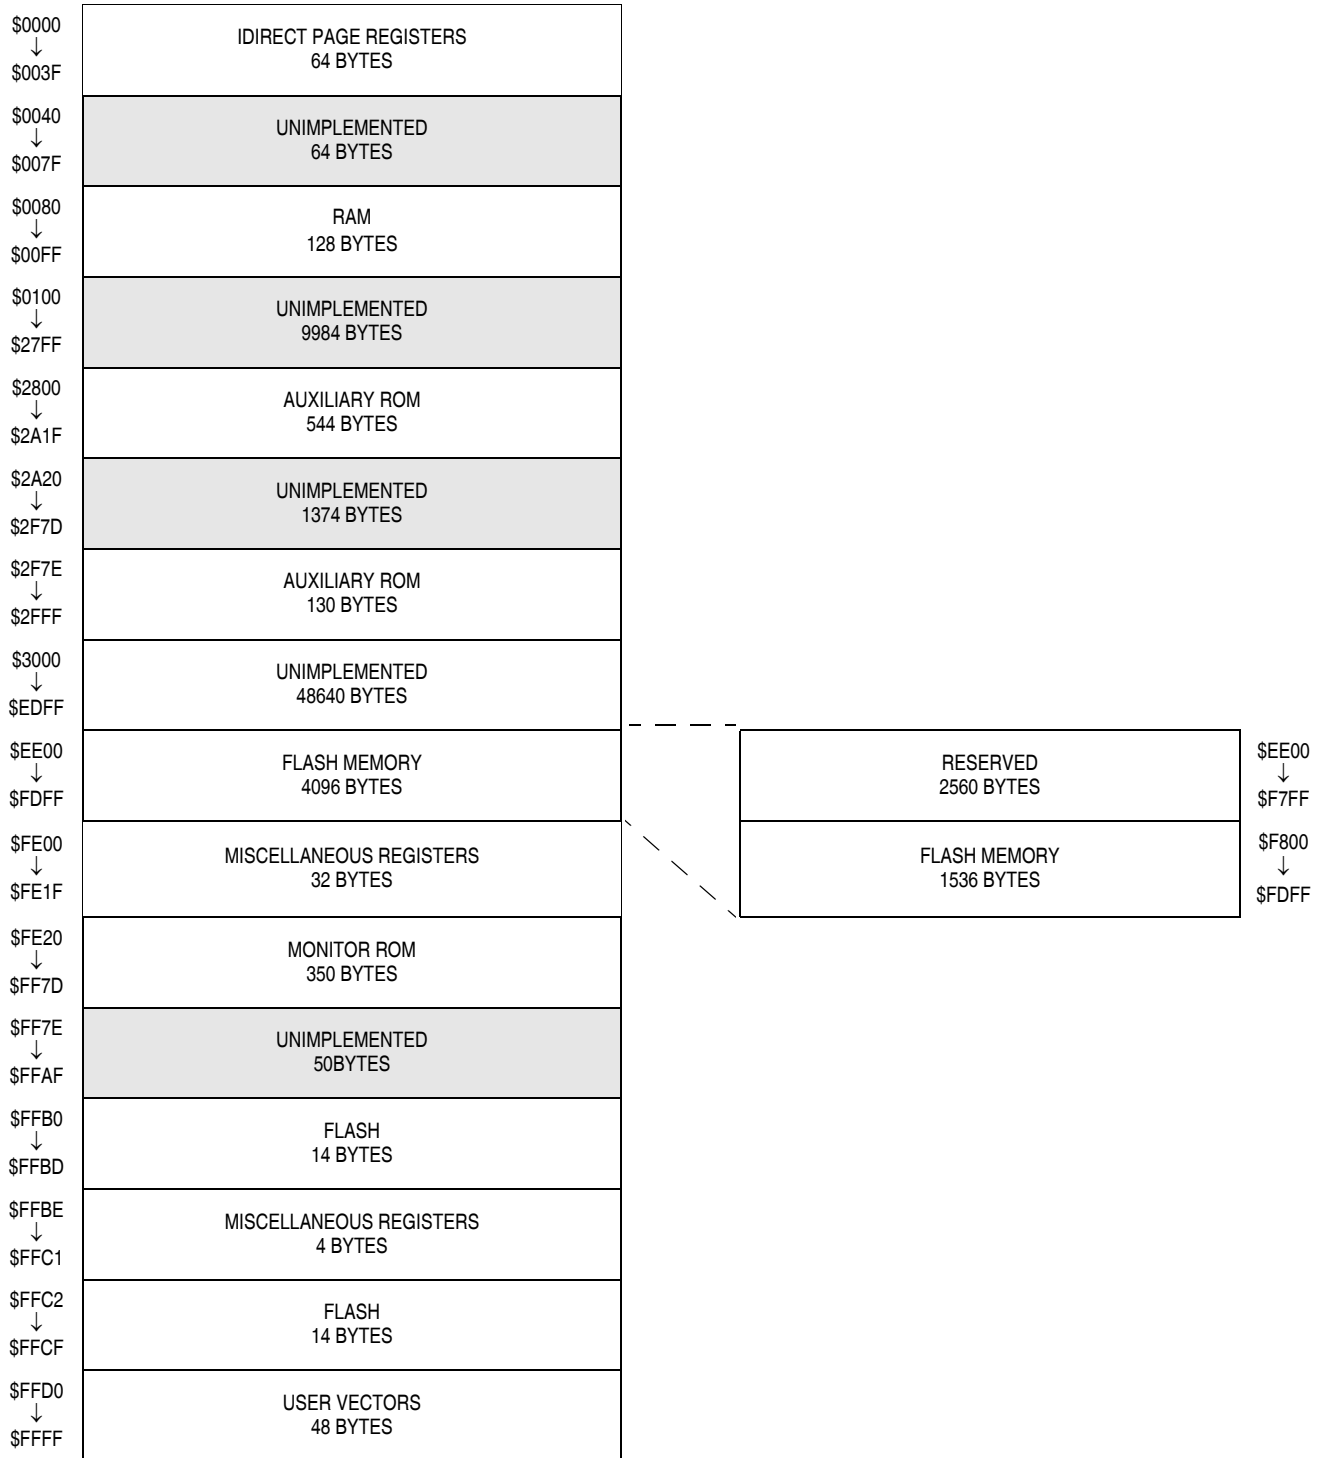 $0000
↓
$003F
IDIRECT PAGE REGISTERS
64 BYTES
$0040
↓
$007F
UNIMPLEMENTED
64 BYTES
$0080
↓
$00FF
RAM
128 BYTES
$0100
↓
$27FF
UNIMPLEMENTED
9984 BYTES
$2800
↓
$2A1F
AUXILIARY ROM
544 BYTES
$2A20
↓
$2F7D
UNIMPLEMENTED
1374 BYTES
$2F7E
↓
$2FFF
AUXILIARY ROM
130 BYTES
$3000
↓
$EDFF
UNIMPLEMENTED
48640 BYTES
$EE00
↓
$FDFF
FLASH MEMORY
4096 BYTES
RESERVED
2560 BYTES
$EE00
↓
$F7FF
$FE00
↓
$FE1F
MISCELLANEOUS REGISTERS
32 BYTES
FLASH MEMORY
1536 BYTES
$F800
↓
$FDFF
$FE20
↓
$FF7D
MONITOR ROM
350 BYTES
$FF7E
↓
$FFAF
UNIMPLEMENTED
50BYTES
$FFB0
↓
$FFBD
FLASH
14 BYTES
$FFBE
↓
$FFC1
MISCELLANEOUS REGISTERS
4 BYTES
$FFC2
↓
$FFCF
FLASH
14 BYTES
$FFD0
↓
$FFFF
USER VECTORS
48 BYTES